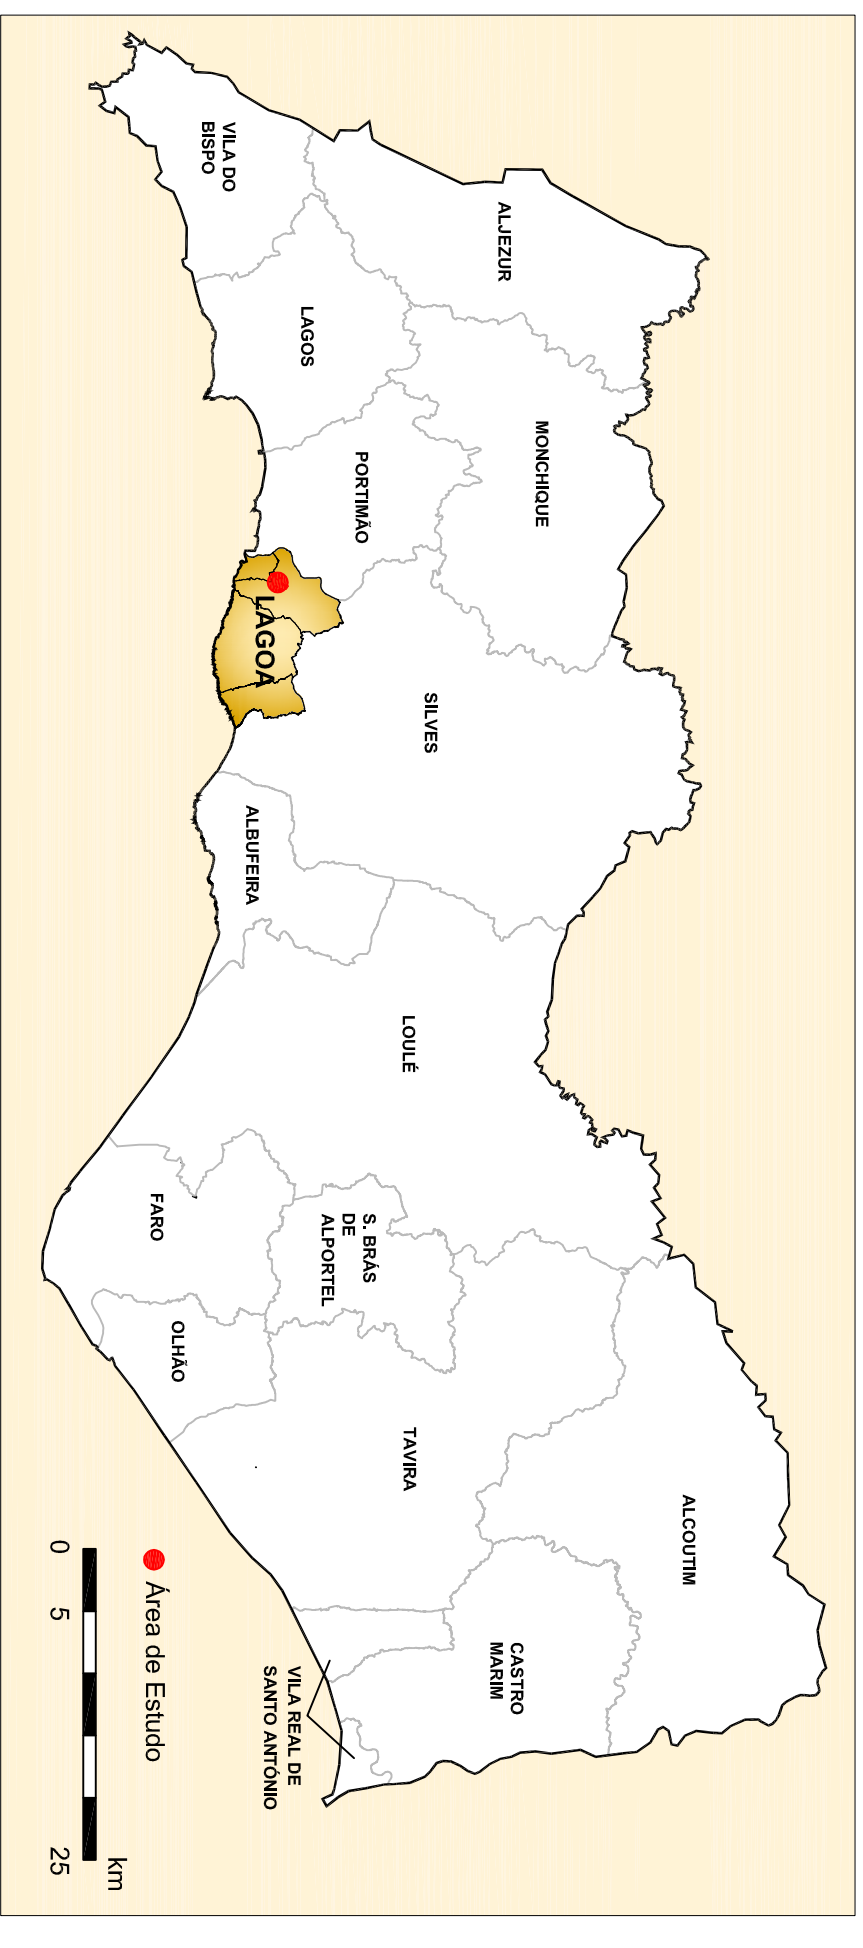 VILA DO
BISPO
ALJEZUR
LAGOS
MONCHIQUE
PORTIMÃO
LAGOA
SILVES
ALBUFEIRA
LOULÉ
FARO
S. BRÁS
DE
ALPORTEL
OLHÃO
TAVIRA
ALCOUTIM
CASTRO
MARIM
VILA REAL DE
SANTO ANTÓNIO
Área de Estudo
km
0 5 25